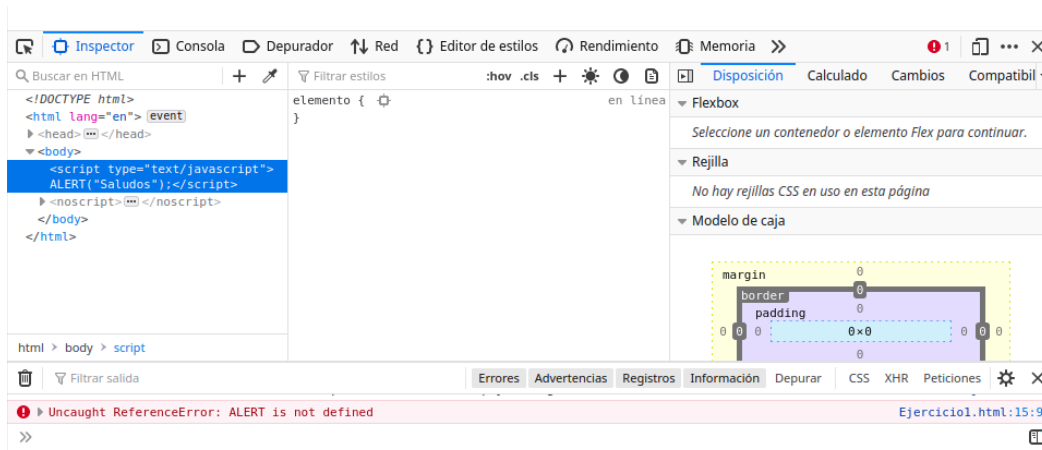 Inspector Consola Depurador Red {} Editor de estilos Rendimiento Memoria 1
Buscar en HTML + Filtrar estilos :hov .cls + Disposición Calculado Cambios Compatibil
<!DOCTYPE html>
<html lang="en"> event
<head> ••• </head>
<body>
<script type="text/javascript">
ALERT("Saludos");</script>
<noscript> ••• </noscript>
</body>
</html>
html > body > script
elemento { en línea
}
Flexbox
Seleccione un contenedor o elemento Flex para continuar.
Rejilla
No hay rejillas CSS en uso en esta página
Modelo de caja
margin 0
border 0
padding 0
0 0 0 0×0 0 0 0
0
Filtrar salida Errores Advertencias Registros Información Depurar CSS XHR Peticiones
Uncaught ReferenceError: ALERT is not defined Ejercicio1.html:15:9